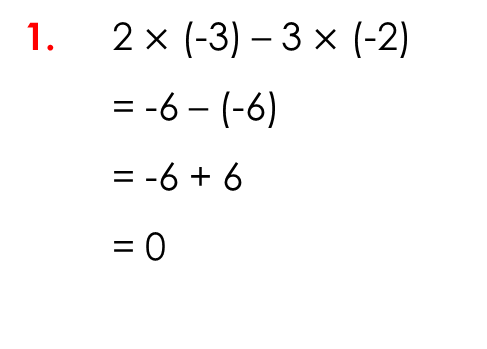 1. 2 × (-3) – 3 × (-2)
= -6 – (-6)
= -6 + 6
= 0